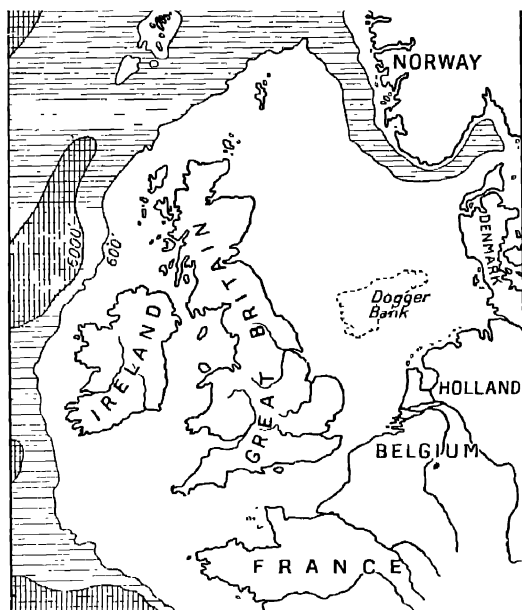 NORWAY
6000'
600'
DENMARK
Dogger
Bank
GREAT BRITAIN
IRELAND
HOLLAND
BELGIUM
FRANCE